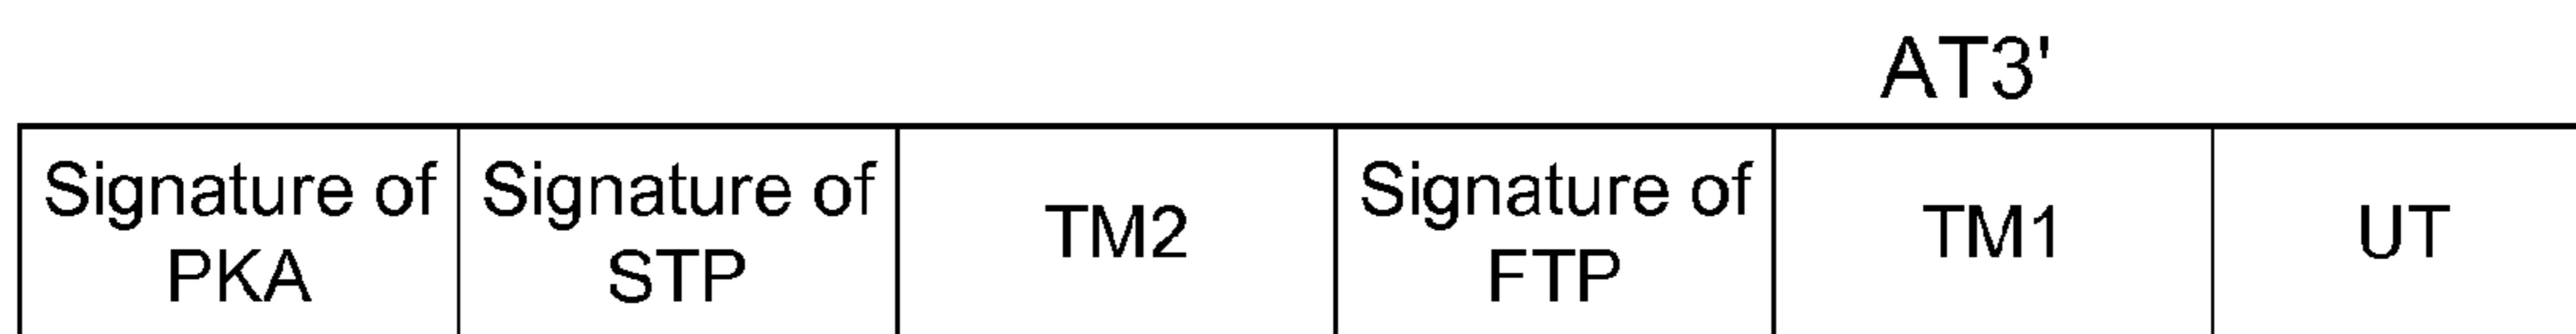 AT3'
Signature of
PKA
Signature of
STP
TM2
Signature of
FTP
TM1
UT